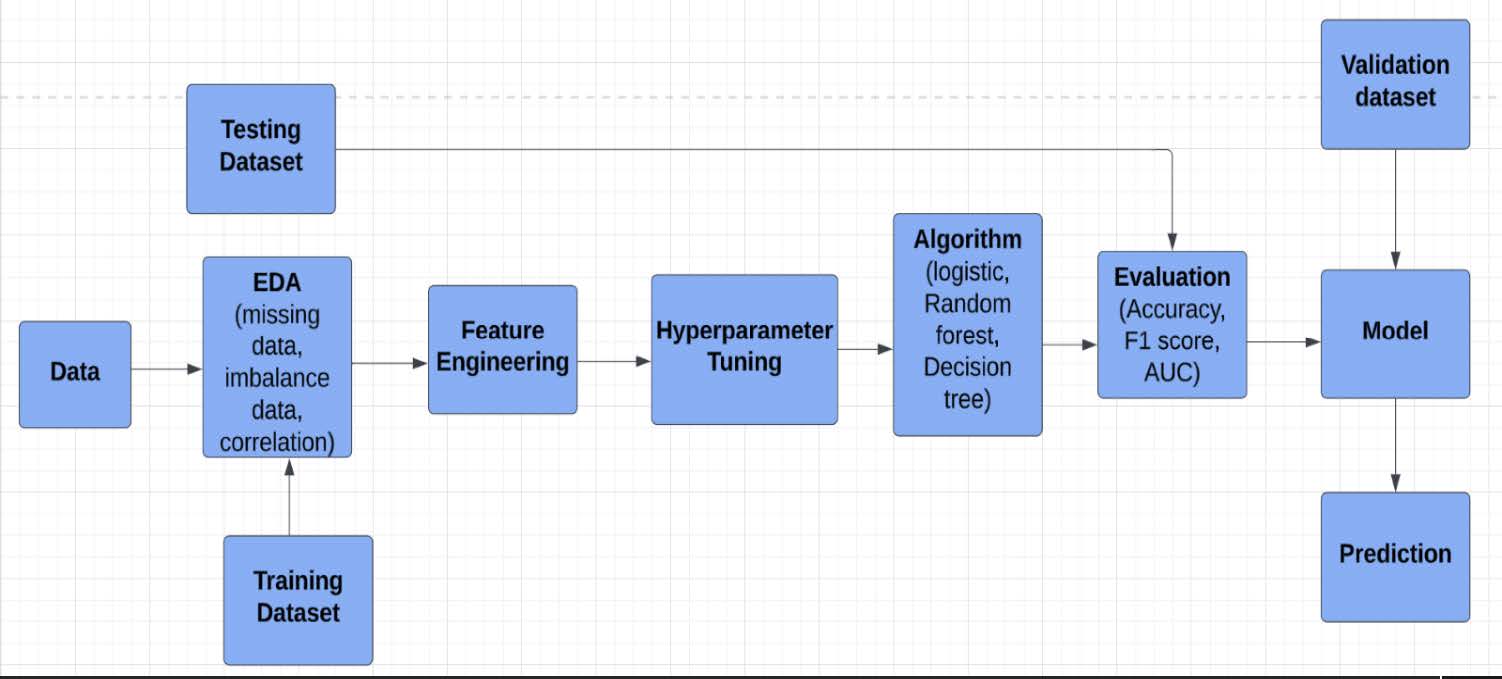 Validation
dataset
Testing
Dataset
Algorithm
(logistic,
Random
forest,
Decision
tree)
EDA
(missing
data,
imbalance
data,
correlation)
Evaluation
(Accuracy,
F1 score,
AUC)
Data
Feature
Engineering
Hyperparameter
Tuning
Model
Training
Dataset
Prediction